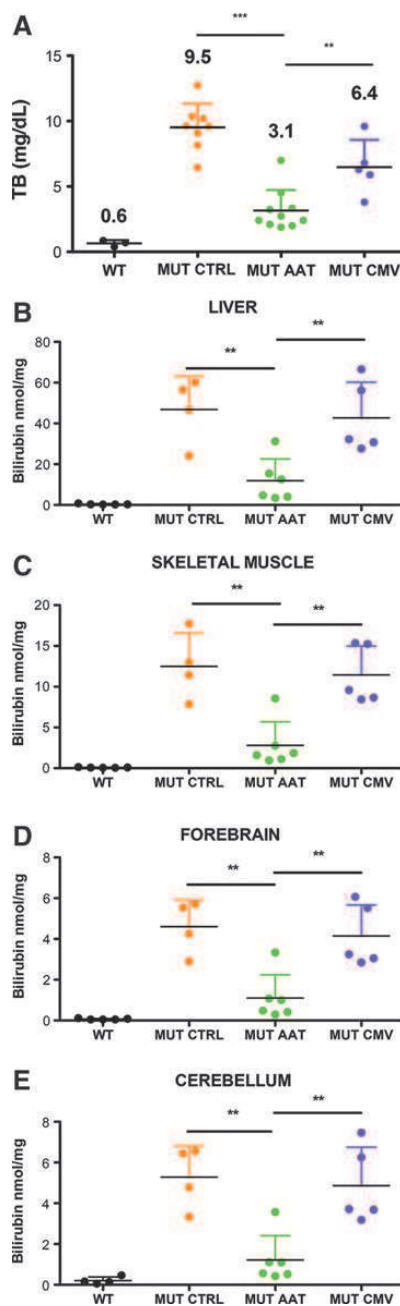 A
***
9.5
**
6.4
3.1
0.6
TB (mg/dL)
15
10
5
0
WT MUT CTRL MUT AAT MUT CMV
B LIVER
**
**
Bilirubin nmol/mg
80
60
40
20
0
WT MUT CTRL MUT AAT MUT CMV
C SKELETAL MUSCLE
**
**
Bilirubin nmol/mg
20
15
10
5
0
WT MUT CTRL MUT AAT MUT CMV
D FOREBRAIN
**
**
Bilirubin nmol/mg
8
6
4
2
0
WT MUT CTRL MUT AAT MUT CMV
E CEREBELLUM
**
**
Bilirubin nmol/mg
8
6
4
2
0
WT MUT CTRL MUT AAT MUT CMV